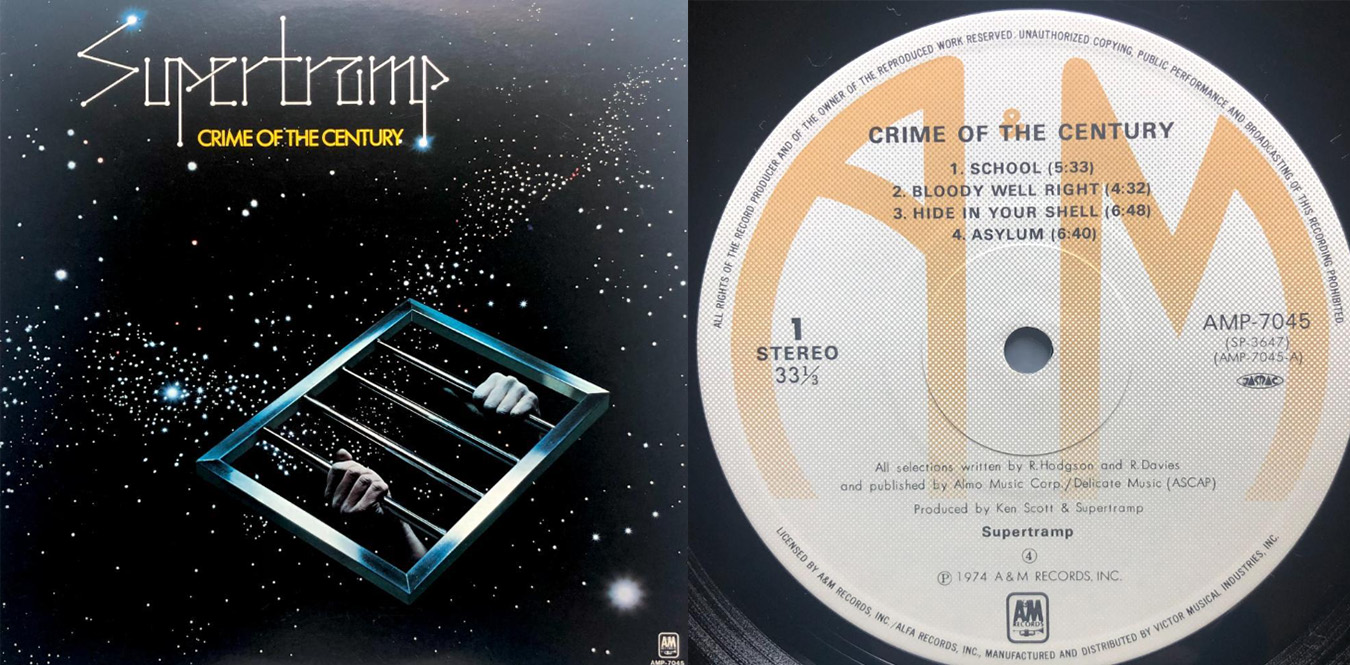 Supertramp
CRIME OF THE CENTURY
A&M
RECORDS
AMP-7045
ALL RIGHTS OF THE RECORD PRODUCER AND OF THE OWNER OF THE REPRODUCED WORK RESERVED. UNAUTHORIZED COPYING, PUBLIC PERFORMANCE AND BROADCASTING OF THIS RECORDING PROHIBITED
A&M
CRIME OF THE CENTURY
1. SCHOOL (5:33)
2. BLOODY WELL RIGHT (4:32)
3. HIDE IN YOUR SHELL (6:48)
4. ASYLUM (6:40)
1
STEREO
33⅓
AMP-7045
(SP-3647)
(AMP-7045-A)
JASRAC
All selections written by R.Hodgson and R.Davies
and published by Almo Music Corp./Delicate Music (ASCAP)
Produced by Ken Scott & Supertramp
Supertramp
④
Ⓟ 1974 A & M RECORDS, INC.
A&M
RECORDS
LICENSED BY A&M RECORDS, INC./ALFA RECORDS, INC., MANUFACTURED AND DISTRIBUTED BY VICTOR MUSICAL INDUSTRIES, INC.